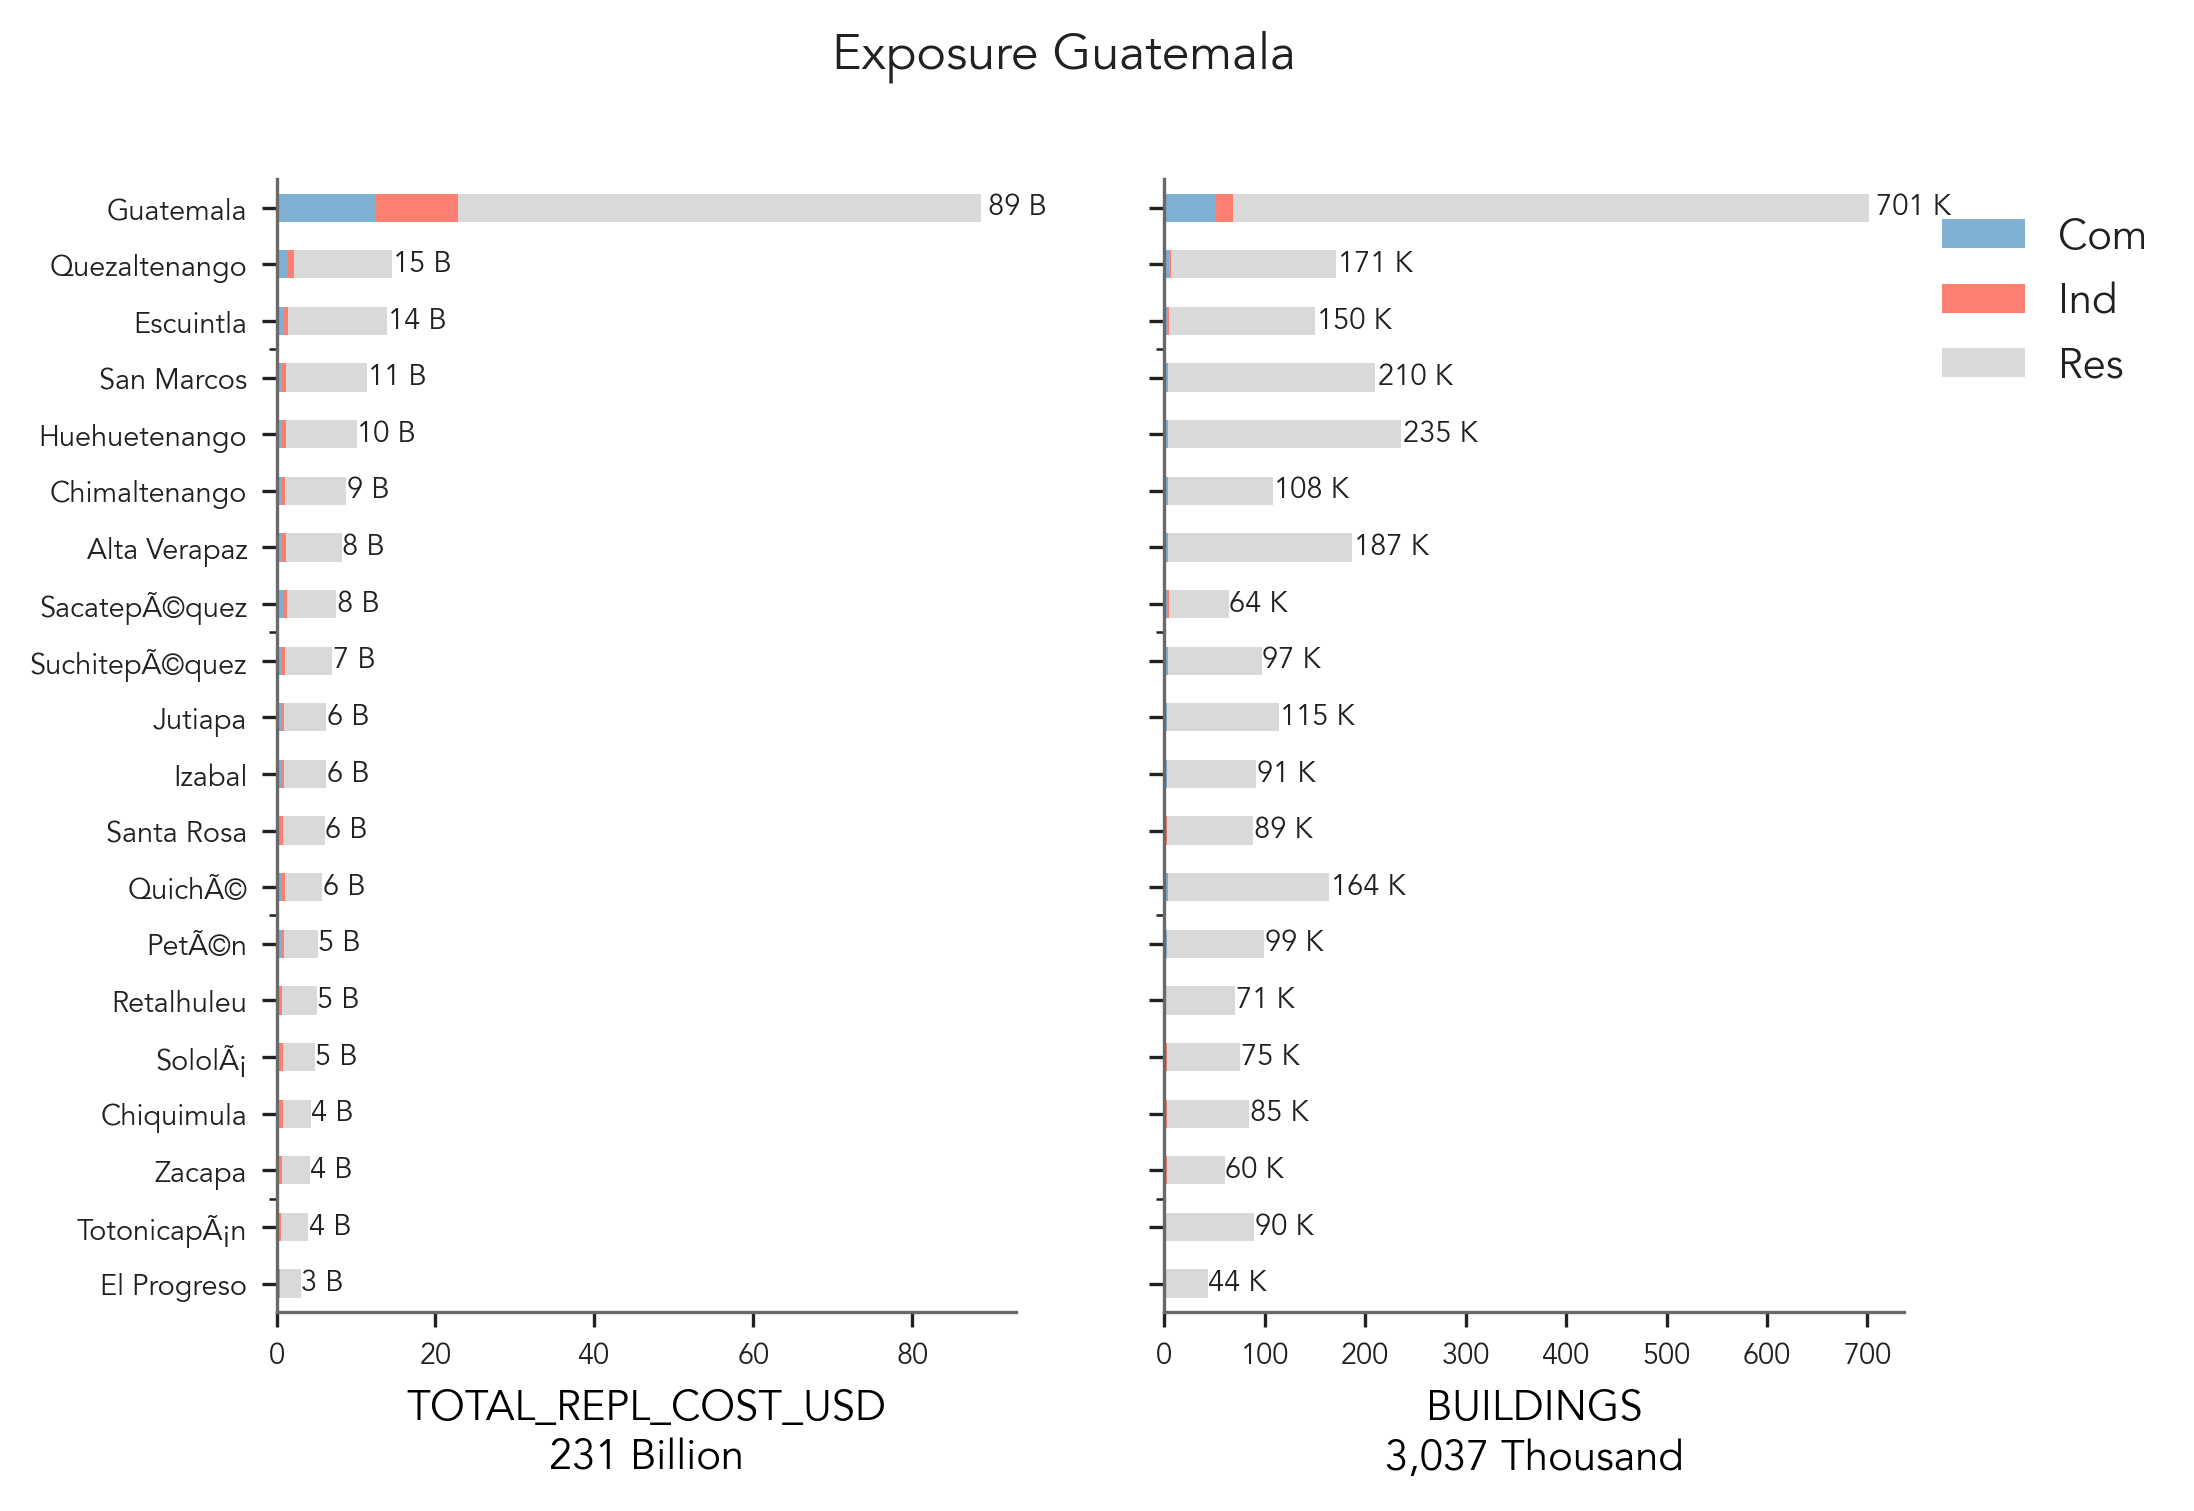 Exposure Guatemala
Guatemala
Quezaltenango
Escuintla
San Marcos
Huehuetenango
Chimaltenango
Alta Verapaz
SacatepÃ©quez
SuchitepÃ©quez
Jutiapa
Izabal
Santa Rosa
QuichÃ©
PetÃ©n
Retalhuleu
SololÃ¡
Chiquimula
Zacapa
TotonicapÃ¡n
El Progreso
89 B
15 B
14 B
11 B
10 B
9 B
8 B
8 B
7 B
6 B
6 B
6 B
6 B
5 B
5 B
5 B
4 B
4 B
4 B
3 B
0 20 40 60 80
TOTAL_REPL_COST_USD
231 Billion
701 K
171 K
150 K
210 K
235 K
108 K
187 K
64 K
97 K
115 K
91 K
89 K
164 K
99 K
71 K
75 K
85 K
60 K
90 K
44 K
0 100 200 300 400 500 600 700
BUILDINGS
3,037 Thousand
Com
Ind
Res